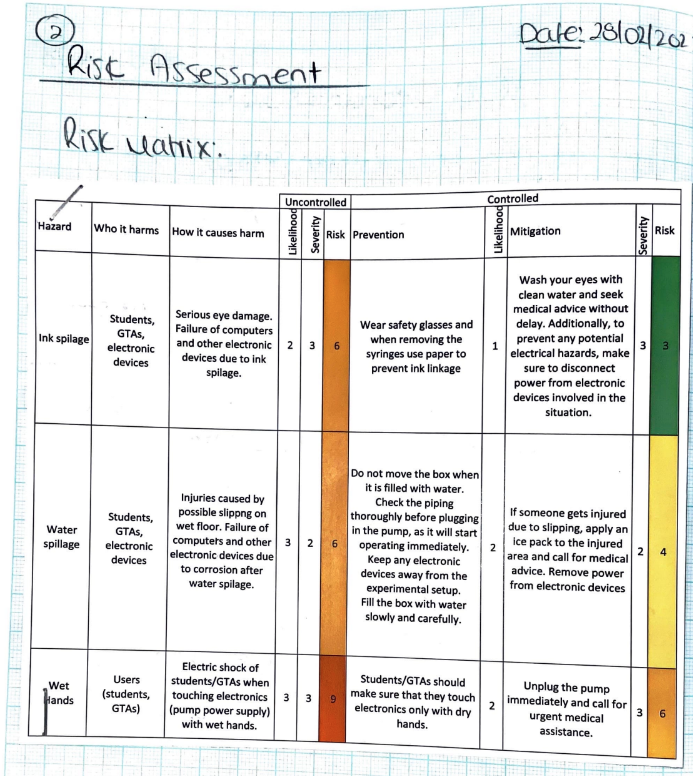 2
Date: 28/02/202
Risk Assessment
Risk Matrix:
Uncontrolled
Controlled
Hazard
Who it harms
How it causes harm
Likelihood
Severity
Risk
Prevention
Likelihood
Mitigation
Severity
Risk
Ink spilage
Students,
GTAs,
electronic
devices
Serious eye damage.
Failure of computers
and other electronic
devices due to ink
spilage.
2
3
6
Wear safety glasses and
when removing the
syringes use paper to
prevent ink linkage
1
Wash your eyes with
clean water and seek
medical advice without
delay. Additionally, to
prevent any potential
electrical hazards, make
sure to disconnect
power from electronic
devices involved in the
situation.
3
3
Water
spillage
Students,
GTAs,
electronic
devices
Injuries caused by
possible slippng on
wet floor. Failure of
computers and other
electronic devices due
to corrosion after
water spilage.
3
2
6
Do not move the box when
it is filled with water.
Check the piping
thoroughly before plugging
in the pump, as it will start
operating immediately.
Keep any electronic
devices away from the
experimental setup.
Fill the box with water
slowly and carefully.
2
If someone gets injured
due to slipping, apply an
ice pack to the injured
area and call for medical
advice. Remove power
from electronic devices
2
4
Wet
Hands
Users
(students,
GTAs)
Electric shock of
students/GTAs when
touching electronics
(pump power supply)
with wet hands.
3
3
9
Students/GTAs should
make sure that they touch
electronics only with dry
hands.
2
Unplug the pump
immediately and call for
urgent medical
assistance.
3
6